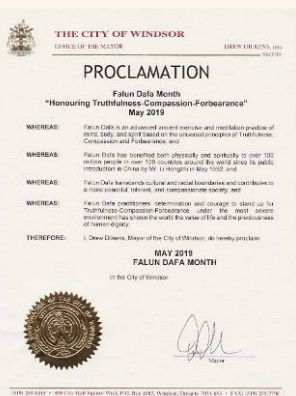 THE CITY OF WINDSOR
OFFICE OF THE MAYOR
DREW DILKENS,
MAYOR
PROCLAMATION
Falun Dafa Month
"Honouring Truthfulness-Compassion-Forbearance"
May 2019
WHEREAS: Falun Dafa is an advanced ancient exercise and meditation practice of
mind, body, and spirit based on the universal principles of Truthfulness,
Compassion and Forbearance; and
WHEREAS: Falun Dafa has benefited both physically and spiritually to over 100
million people in over 100 countries around the world since its public
introduction in China by Mr. Li Hongzhi in May 1992; and
WHEREAS: Falun Dafa transcends cultural and racial boundaries and contributes to
a more peaceful, tolerant, and compassionate society; and
WHEREAS: Falun Dafa practitioners' determination and courage to stand up for
Truthfulness-Compassion-Forbearance under the most severe
environment has shown the world the value of life and the preciousness
of human dignity;
THEREFORE: I, Drew Dilkens, Mayor of the City of Windsor, do hereby proclaim
MAY 2019
FALUN DAFA MONTH
in the City of Windsor
Mayor
City Hall Square West, P.O. Box Windsor, Ontario